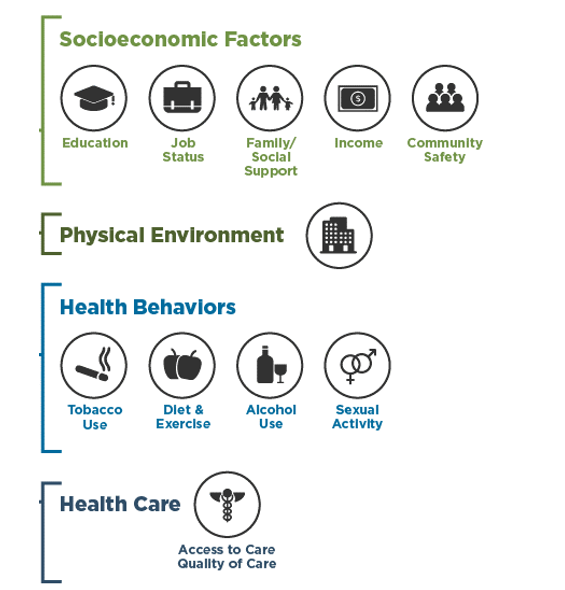 Socioeconomic Factors
Education
Job
Status
Family/
Social
Support
Income
Community
Safety
Physical Environment
Health Behaviors
Tobacco
Use
Diet &
Exercise
Alcohol
Use
Sexual
Activity
Health Care
Access to Care
Quality of Care